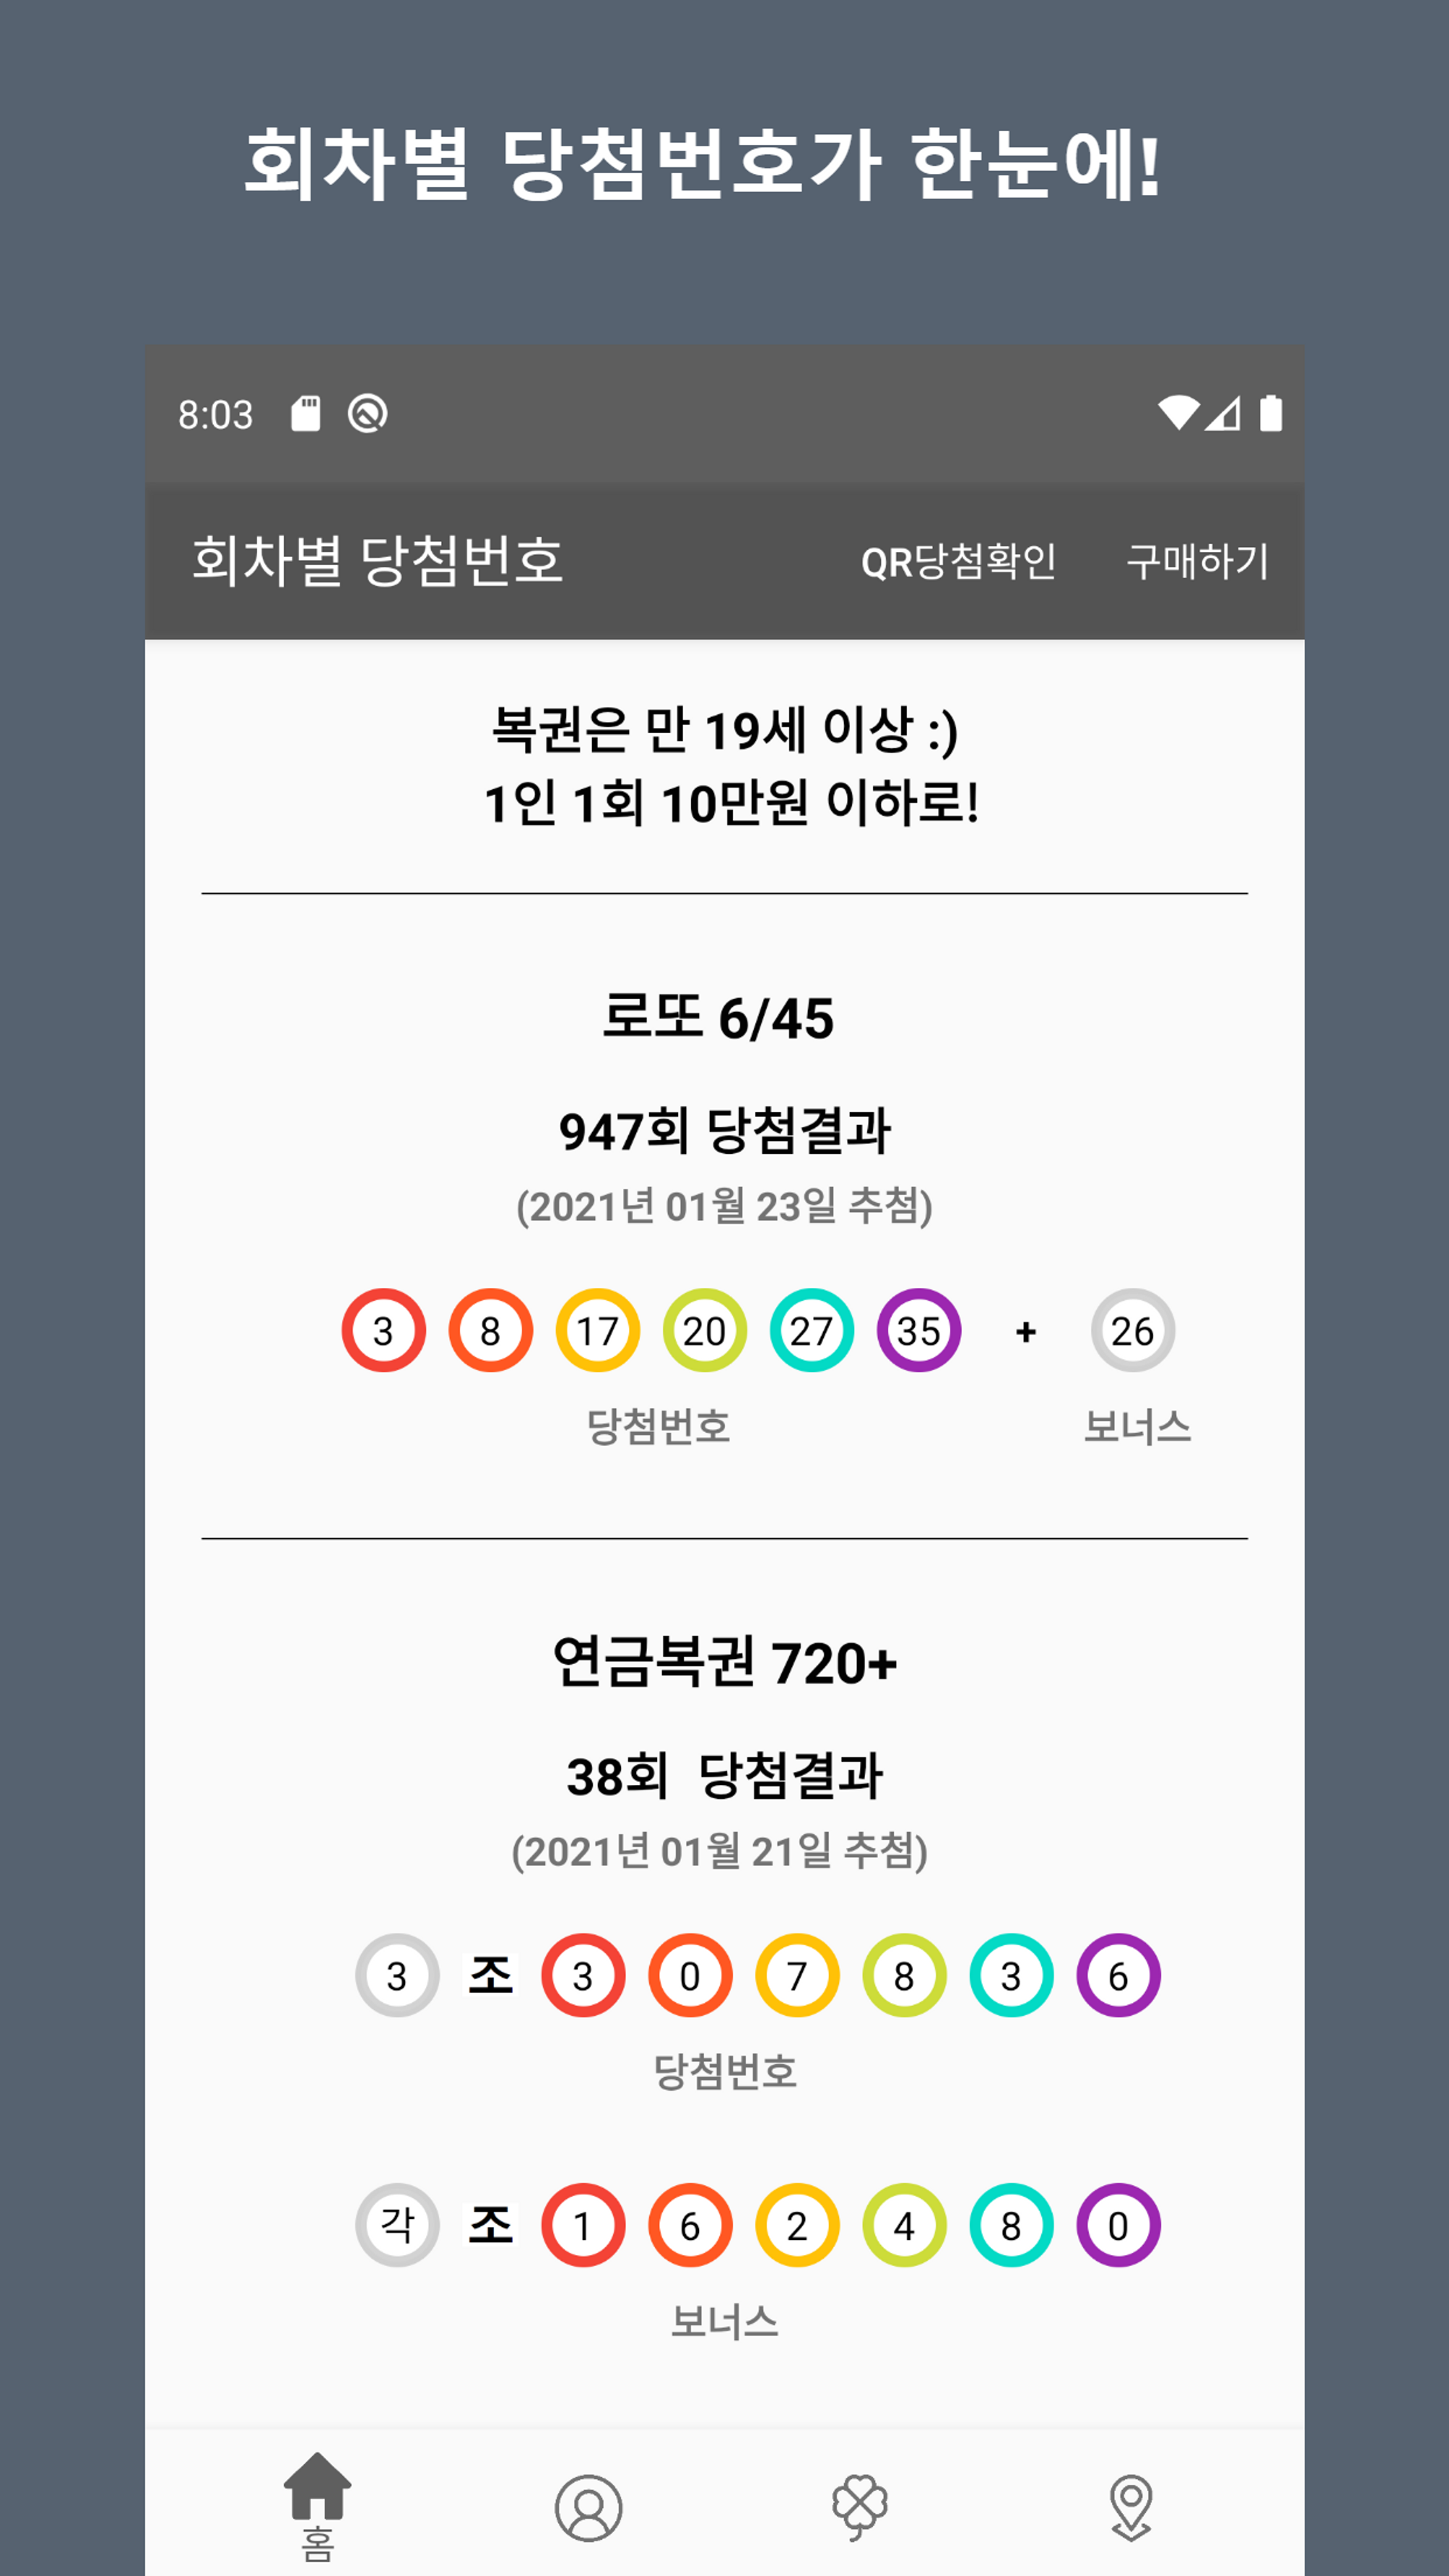 회차별 당첨번호가 한눈에!
8:03
회차별 당첨번호 QR당첨확인 구매하기
복권은 만 19세 이상 :)
1인 1회 10만원 이하로!
로또 6/45
947회 당첨결과
(2021년 01월 23일 추첨)
3 8 17 20 27 35 + 26
당첨번호 보너스
연금복권 720+
38회 당첨결과
(2021년 01월 21일 추첨)
3 조 3 0 7 8 3 6
당첨번호
각 조 1 6 2 4 8 0
보너스
홈